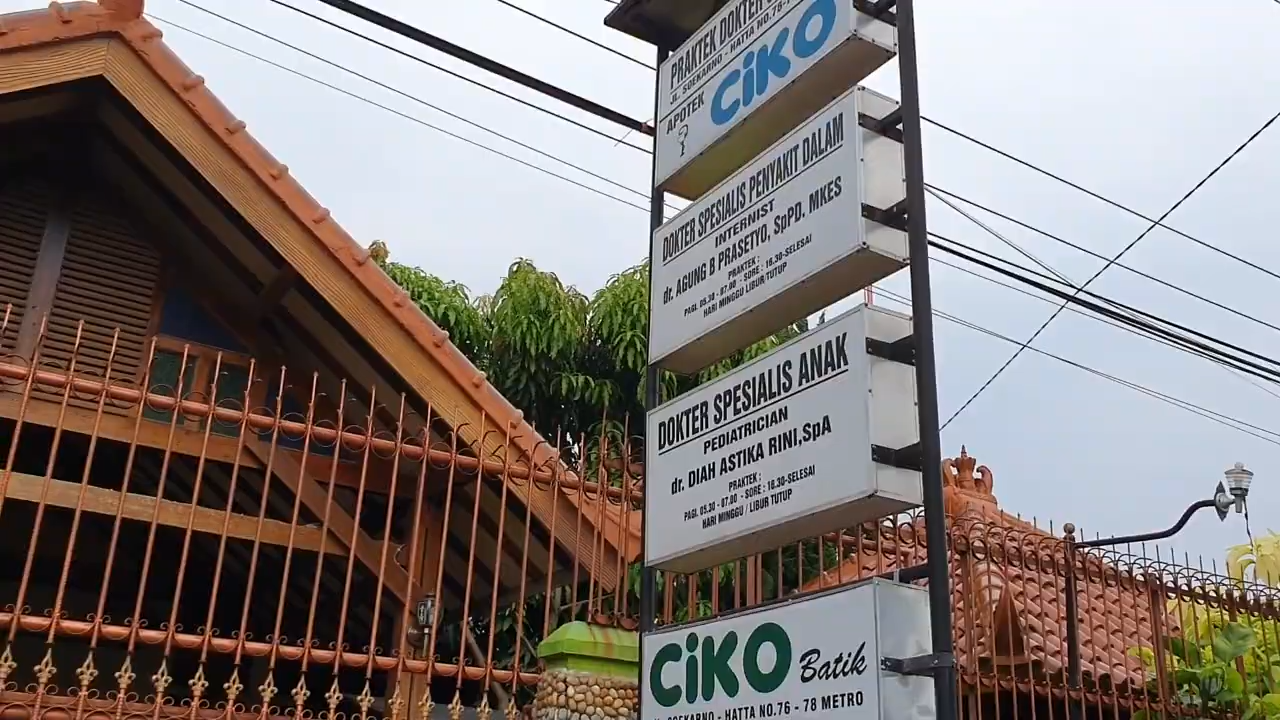 PRAKTEK DOKTER
JL. SOEKARNO - HATTA NO.76-
APOTEK CiKO
DOKTER SPESIALIS PENYAKIT DALAM
INTERNIST
dr. AGUNG B PRASETYO, SpPD. MKES
PRAKTEK :
PAGI. 05.30 - 07.00 - SORE : 16.30-SELESAI
HARI MINGGU LIBUR/TUTUP
DOKTER SPESIALIS ANAK
PEDIATRICIAN
dr. DIAH ASTIKA RINI,SpA
PRAKTEK :
PAGI. 05.30 - 07.00 - SORE : 16.30-SELESAI
HARI MINGGU / LIBUR TUTUP
CiKO Batik
SOEKARNO - HATTA NO.76 - 78 METRO